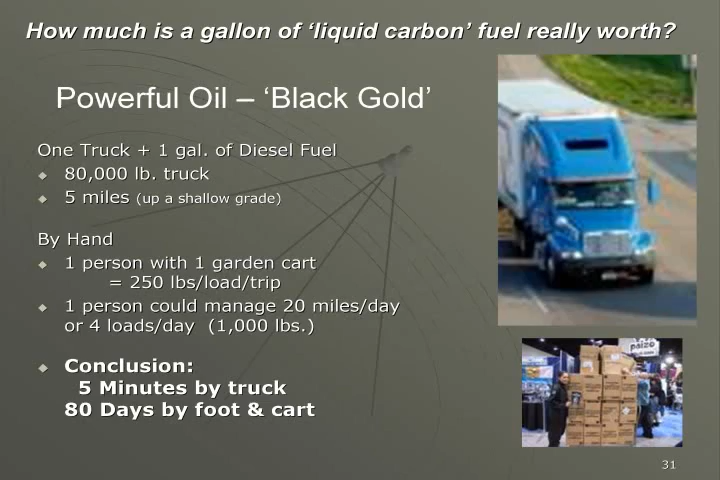 How much is a gallon of ‘liquid carbon’ fuel really worth?
Powerful Oil – ‘Black Gold’
One Truck + 1 gal. of Diesel Fuel
80,000 lb. truck
5 miles (up a shallow grade)
By Hand
1 person with 1 garden cart
= 250 lbs/load/trip
1 person could manage 20 miles/day
or 4 loads/day (1,000 lbs.)
Conclusion:
5 Minutes by truck
80 Days by foot & cart
paizo
31